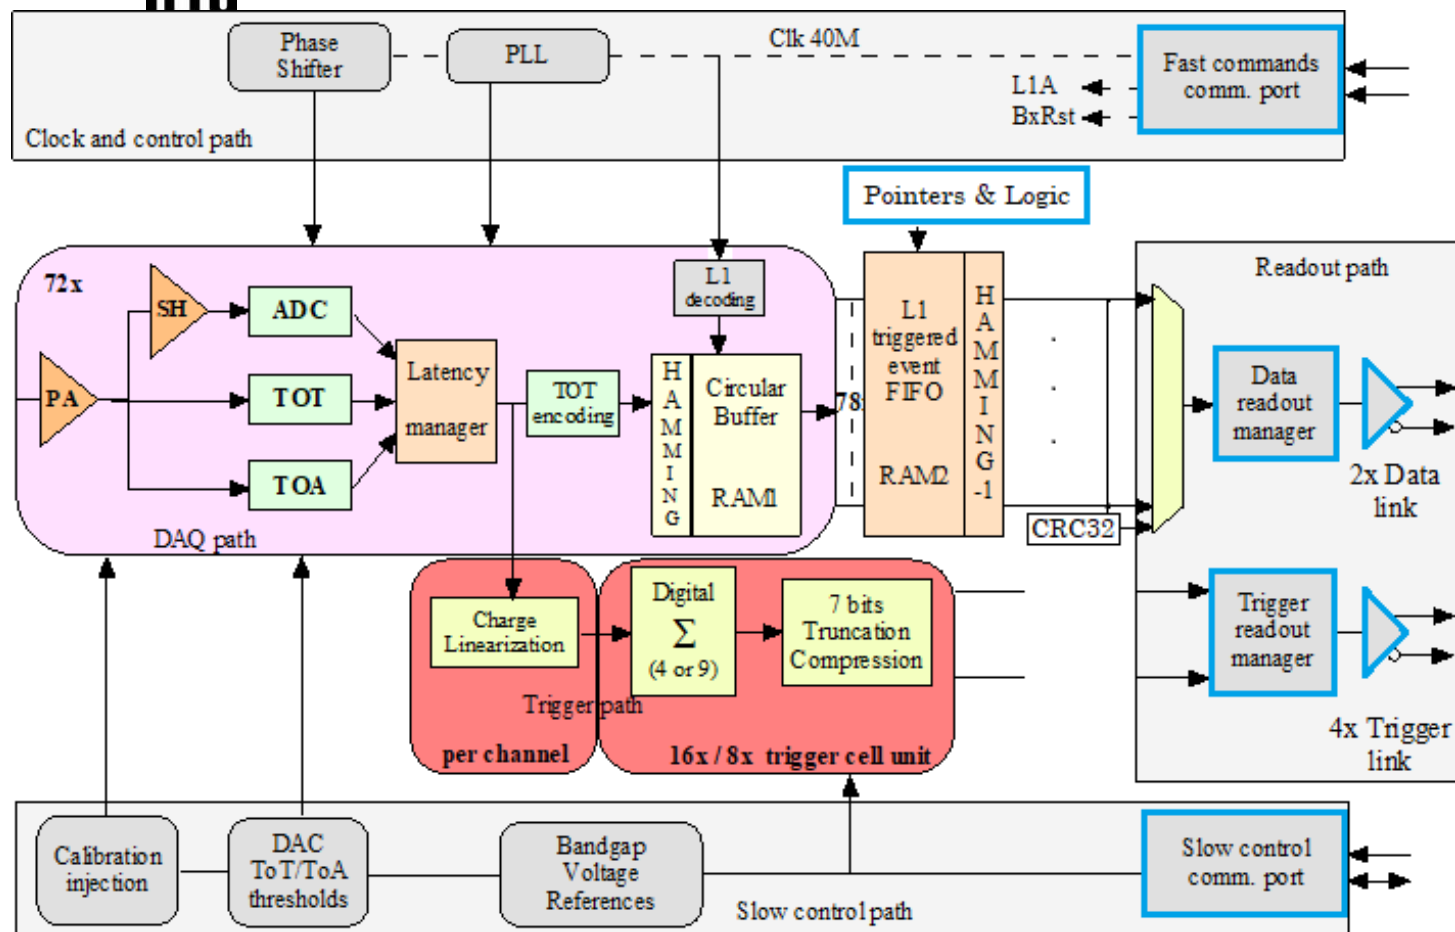 Phase
Shifter
PLL
Clk 40M
Fast commands
comm. port
L1A
BxRst
Clock and control path
Pointers & Logic
72x
SH
ADC
PA
TOT
TOA
Latency
manager
TOT
encoding
L1
decoding
HAMMING
Circular
Buffer
RAM1
DAQ path
78
L1
triggered
event
FIFO
RAM2
HAMMING-1
CRC32
Readout path
Data
readout
manager
2x Data
link
Charge
Linearization
Digital
Σ
(4 or 9)
7 bits
Truncation
Compression
Trigger path
per channel
16x / 8x trigger cell unit
Trigger
readout
manager
4x Trigger
link
Calibration
injection
DAC
ToT/ToA
thresholds
Bandgap
Voltage
References
Slow control path
Slow control
comm. port